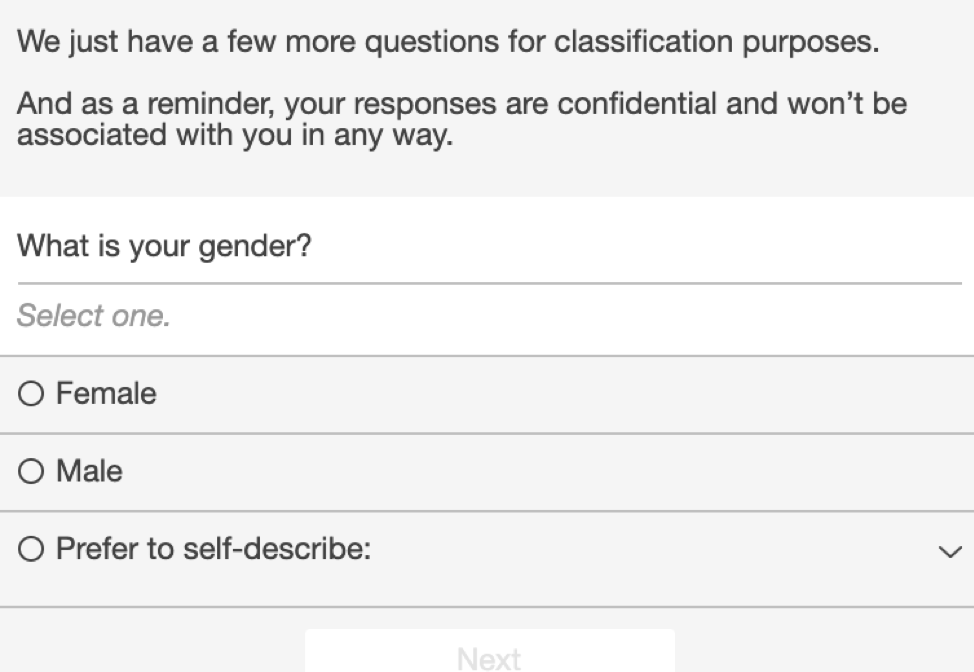 We just have a few more questions for classification purposes.
And as a reminder, your responses are confidential and won’t be
associated with you in any way.
What is your gender?
Select one.
Female
Male
Prefer to self-describe:
Next